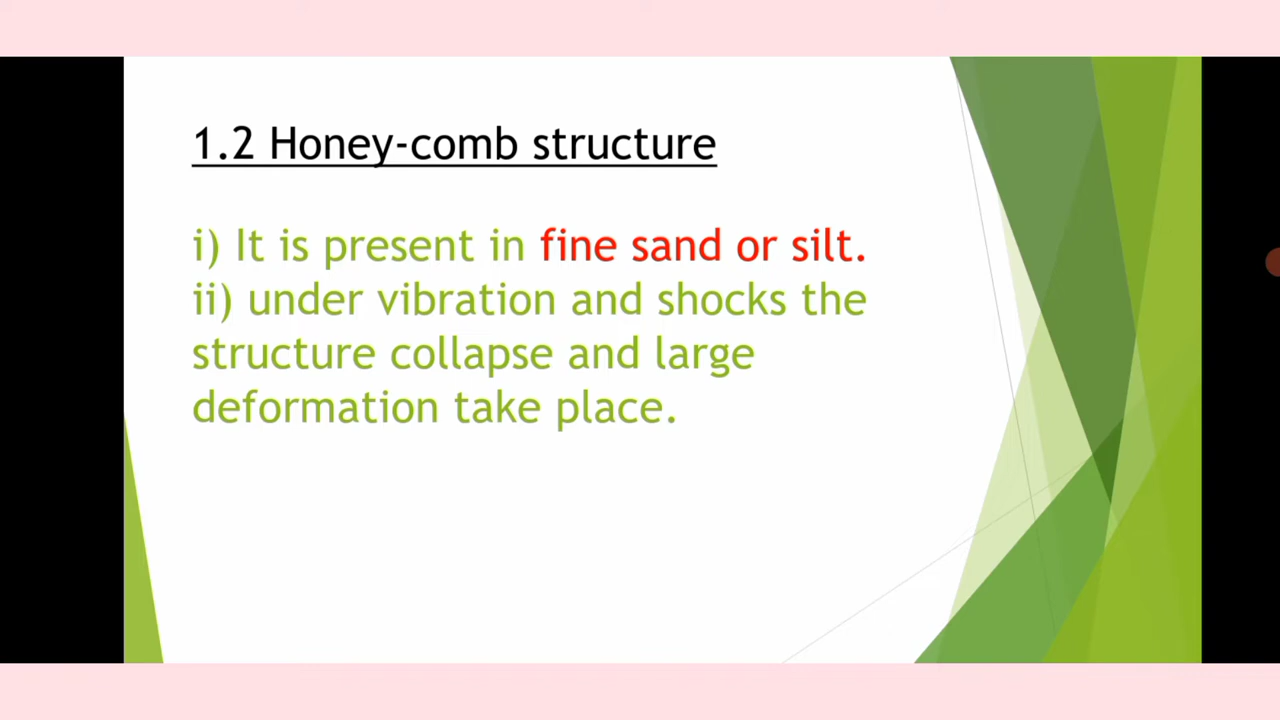 1.2 Honey-comb structure
i) It is present in fine sand or silt.
ii) under vibration and shocks the
structure collapse and large
deformation take place.